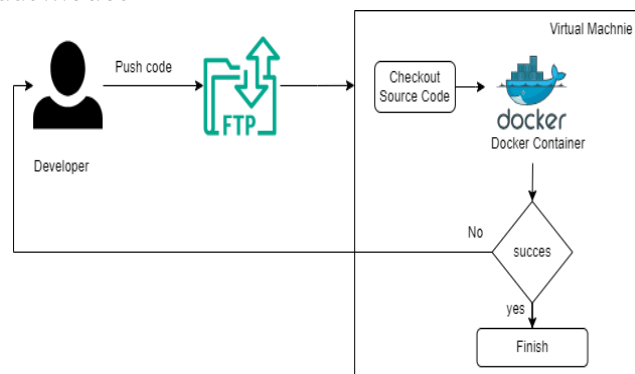 Virtual Machnie
Push code
Checkout
Source Code
FTP
docker
Docker Container
Developer
No
succes
yes
Finish